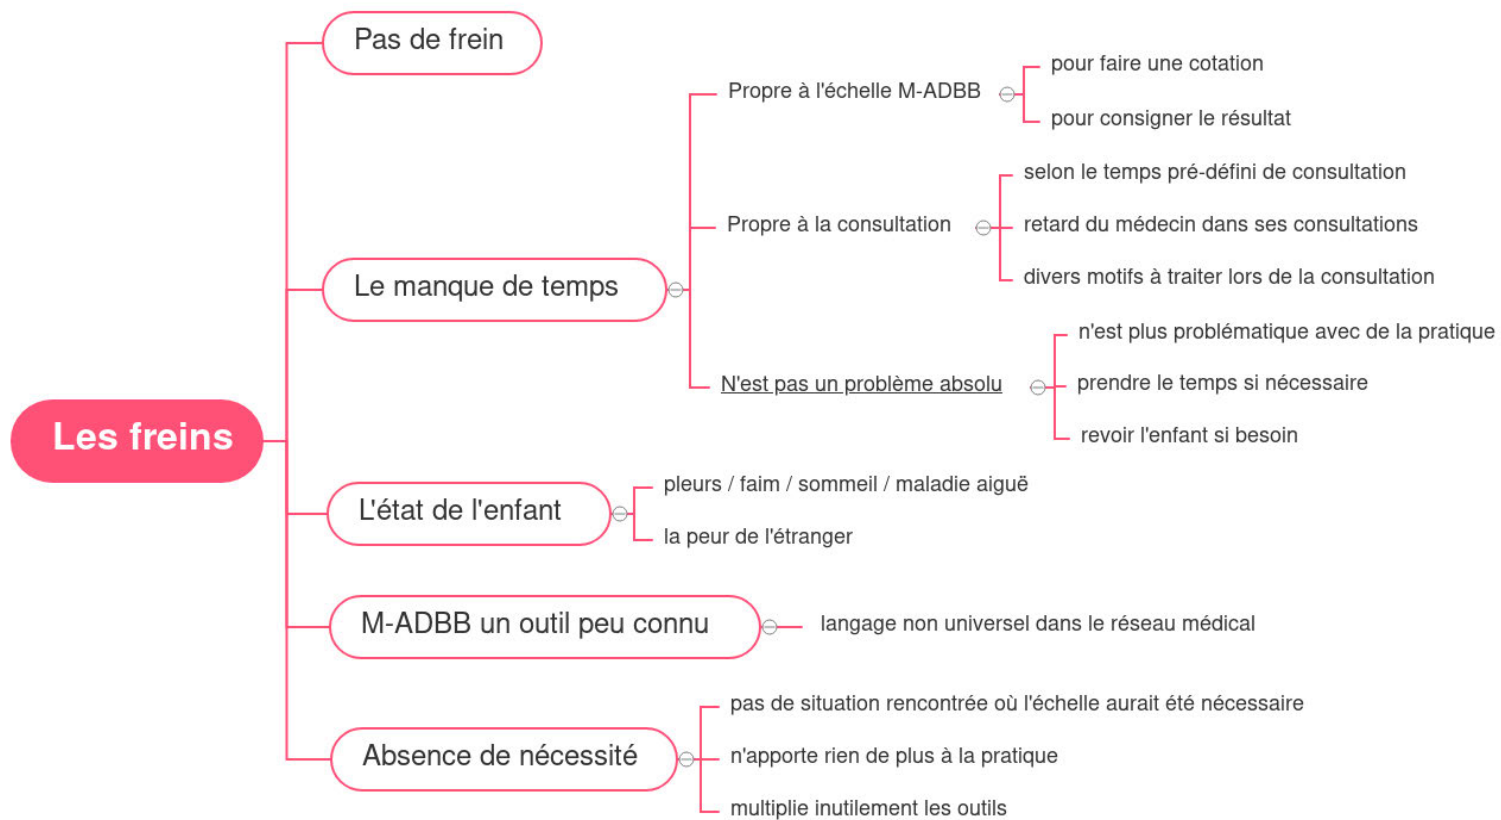 Les freins
Pas de frein
Le manque de temps
Propre à l'échelle M-ADBB
pour faire une cotation
pour consigner le résultat
Propre à la consultation
selon le temps pré-défini de consultation
retard du médecin dans ses consultations
divers motifs à traiter lors de la consultation
N'est pas un problème absolu
n'est plus problématique avec de la pratique
prendre le temps si nécessaire
revoir l'enfant si besoin
L'état de l'enfant
pleurs / faim / sommeil / maladie aiguë
la peur de l'étranger
M-ADBB un outil peu connu
langage non universel dans le réseau médical
Absence de nécessité
pas de situation rencontrée où l'échelle aurait été nécessaire
n'apporte rien de plus à la pratique
multiplie inutilement les outils